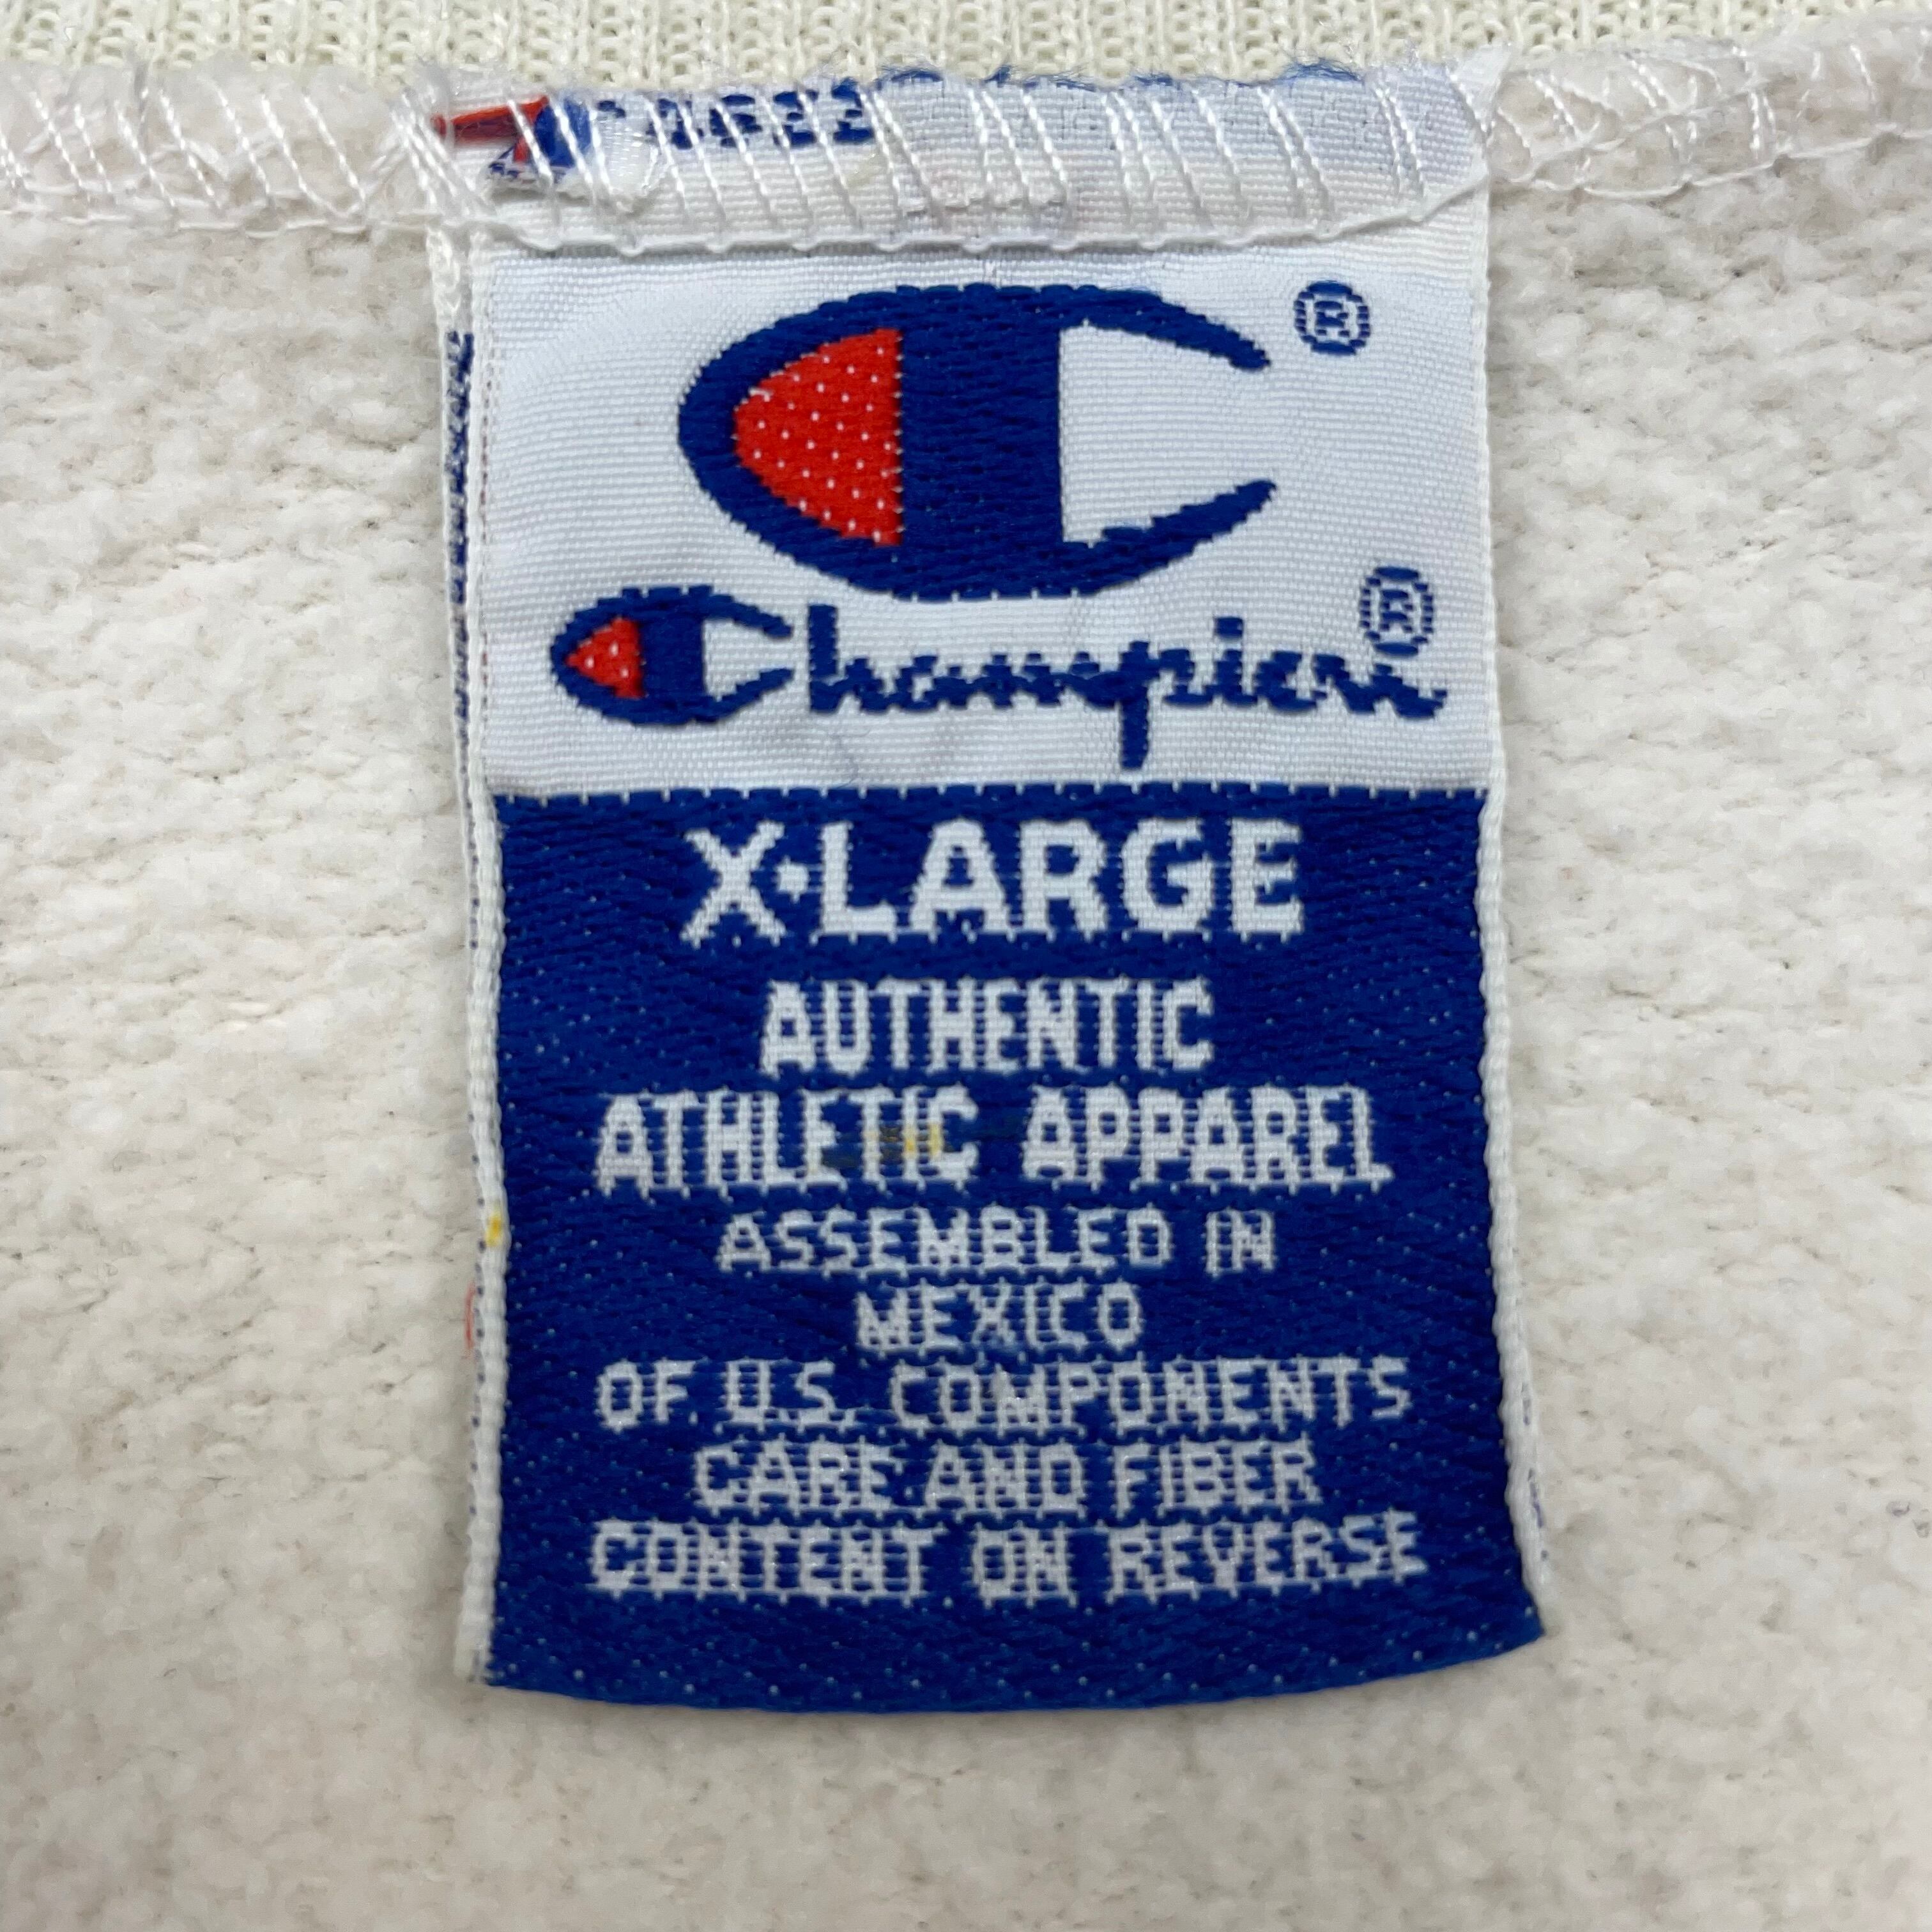 ®
Champion®
X-LARGE
AUTHENTIC
ATHLETIC APPAREL
ASSEMBLED IN
MEXICO
OF U.S. COMPONENTS
CARE AND FIBER
CONTENT ON REVERSE